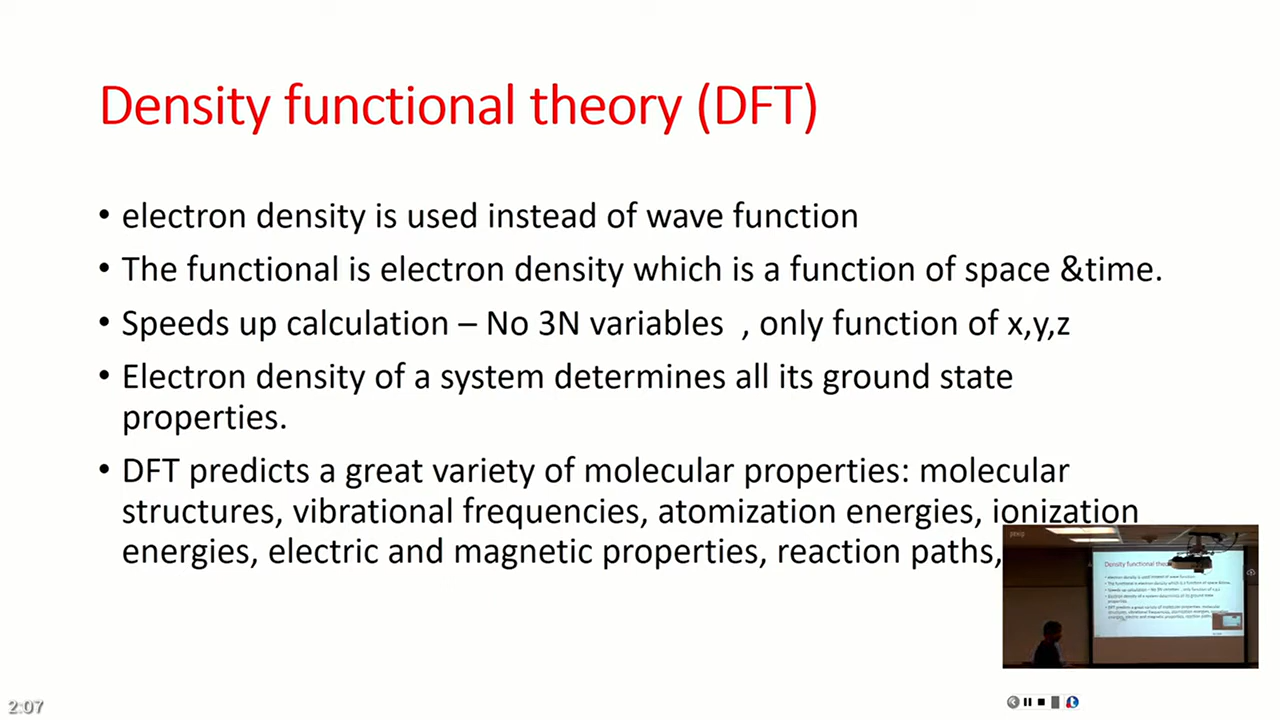 Density functional theory (DFT)
• electron density is used instead of wave function
• The functional is electron density which is a function of space &time.
• Speeds up calculation – No 3N variables , only function of x,y,z
• Electron density of a system determines all its ground state
properties.
• DFT predicts a great variety of molecular properties: molecular
structures, vibrational frequencies, atomization energies, ionization
energies, electric and magnetic properties, reaction paths,
2:07